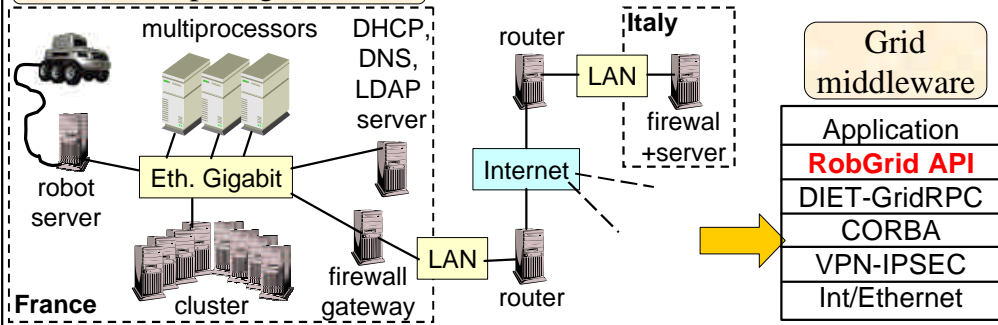 multiprocessors
DHCP,
DNS,
LDAP
server
robot
server
Eth. Gigabit
cluster
firewall
gateway
France
LAN
router
Internet
router
LAN
Italy
firewal
+server
Grid
middleware
Application
RobGrid API
DIET-GridRPC
CORBA
VPN-IPSEC
Int/Ethernet